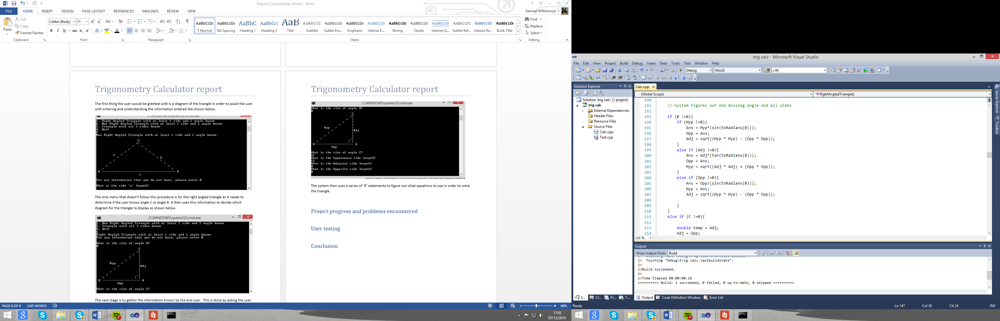 Report [Compatibility Mode] - Word
Samuel Williamson
FILE HOME INSERT DESIGN PAGE LAYOUT REFERENCES MAILINGS REVIEW VIEW
Paste
Cut
Copy
Format Painter
Calibri (Body) 11
AaBbCcDc AaBbCcDc AaBbC AaBbCcI AaB AaBbCcD AaBbCcDc AaBbCcDc AaBbCcDc AaBbCcDc AaBbCcDc AaBbCcDc AaBbCcDc AaBbCcDc AaBbCcDc
¶ Normal No Spacing Heading 1 Heading 2 Title Subtitle Subtle Em... Emphasis Intense E... Strong Quote Intense Q... Subtle Ref... Intense Re... Book Title
Find
Replace
Select
Clipboard Font Paragraph Styles Editing
Trigonometry Calculator report
The first thing the user would be greeted with is a diagram of the triangle in order to assist the user
with entering and understanding the information entered like shown below.
C:\WINDOWS\system32\cmd.exe
1. Right Angled Triangle with at least 1 side and 1 angle known
2. Non Right Angled Triangle with at least 1 side and 1 angle known
3. Triangle with all 3 sides known
4. Quit
2
Non Right Angled Triangle with at least 1 side and 1 angle known
C
a b
B A
c
For any information that you do not have, please enter 0
What is the side 'a' length?
The only menu that doesn't follow this procedure is for the right angled triangle as it needs to
determine if the user knows angle C or angle B. It then uses this information to decide which
diagram for the triangle to display as shown below.
C:\WINDOWS\system32\cmd.exe
2. Non Right Angled Triangle with at least 1 side and 1 angle known
3. Triangle with all 3 sides known
4. Quit
1
Right Angled Triangle with at least 1 side and 1 angle known
For any information that you do not have, please enter 0
What is the size of angle B?
0
C
Hyp
Adj
B A
Opp
What is the size of angle C?
The next stage is to gather the information known by the end user. This is done by asking the user
Trigonometry Calculator report
C:\WINDOWS\system32\cmd.exe
What is the size of angle B?
0
C
Hyp
Adj
B A
Opp
What is the size of angle C?
25
What is the hypotenuse side length?
12
What is the Adjacent side length?
0
What is the Opposite side length?
0
The system then uses a series of 'If' statements to figure out what equations to use in order to solve
the triangle.
Project progress and problems encountered
User testing
Conclusion
PAGE 8 OF 8 1245 WORDS
90%
17:03
07/12/2014
trig calc - Microsoft Visual Studio
File Edit View Project Build Debug Team Data Tools Test Window Help
Debug Win32 =90
Solution Explorer
Solution 'trig calc' (1 project)
trig calc
External Dependencies
Header Files
Resource Files
Source Files
Calc.cpp
Test.cpp
Calc.cpp
(Global Scope) RightAngledTriangle()
190
191 //-System figures out one missing angle and all sides
192
193 if (B !=0){
194 if (Hyp !=0){
195 Ans = Hyp*(sin(toRadians(B)));
196 Opp = Ans;
197 Adj = sqrt((Hyp * Hyp) - (Opp * Opp));
198 }
199 else if (Adj !=0){
200 Ans = Adj*(tan(toRadians(B)));
201 Opp = Ans;
202 Hyp = sqrt((Adj * Adj) + (Opp * Opp));
203 }
204 else if (Opp !=0){
205 Ans = Opp/(sin(toRadians(B)));
206 Hyp = Ans;
207 Adj = sqrt((Hyp * Hyp) - (Opp * Opp));
208
209 }
210 }
211 else if (C !=0){
212
213 double temp = Adj;
214 Adj = Opp;
110 %
Server Explorer
Toolbox
Output
Show output from: Build
1> Touching "Debug\trig calc.lastbuildstate".
1>
1>Build succeeded.
1>
1>Time Elapsed 00:00:00.26
========== Build: 1 succeeded, 0 failed, 0 up-to-date, 0 skipped ==========
S... Cl... Pr... T...
Output Code Definition Window Error List
Ready Ln 147 Col 30 Ch 24 INS